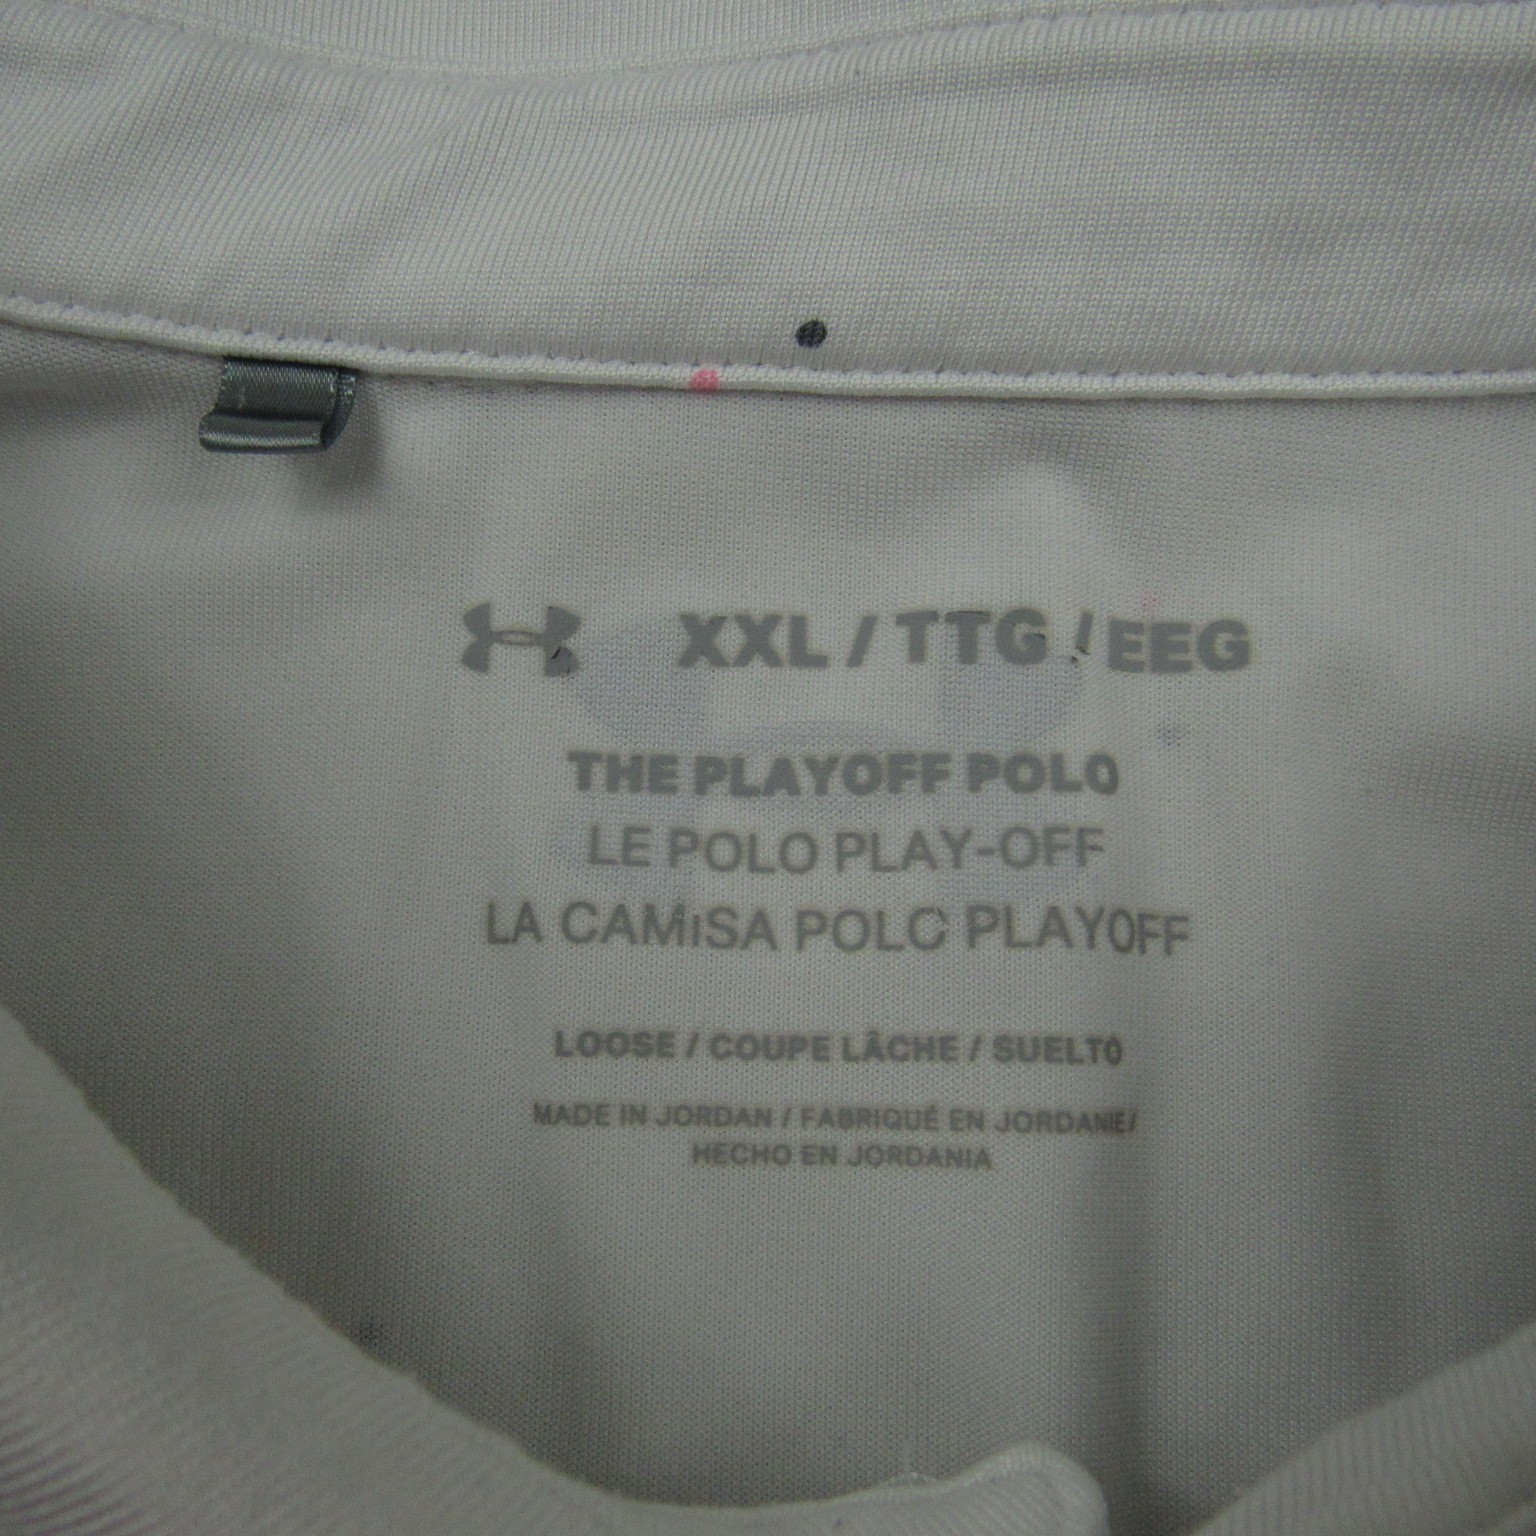 XXL / TTG / EEG
THE PLAYOFF POLO
LE POLO PLAY-OFF
LA CAMISA POLO PLAYOFF
LOOSE / COUPE LÂCHE / SUELTO
MADE IN JORDAN / FABRIQUÉ EN JORDANIE/
HECHO EN JORDANIA